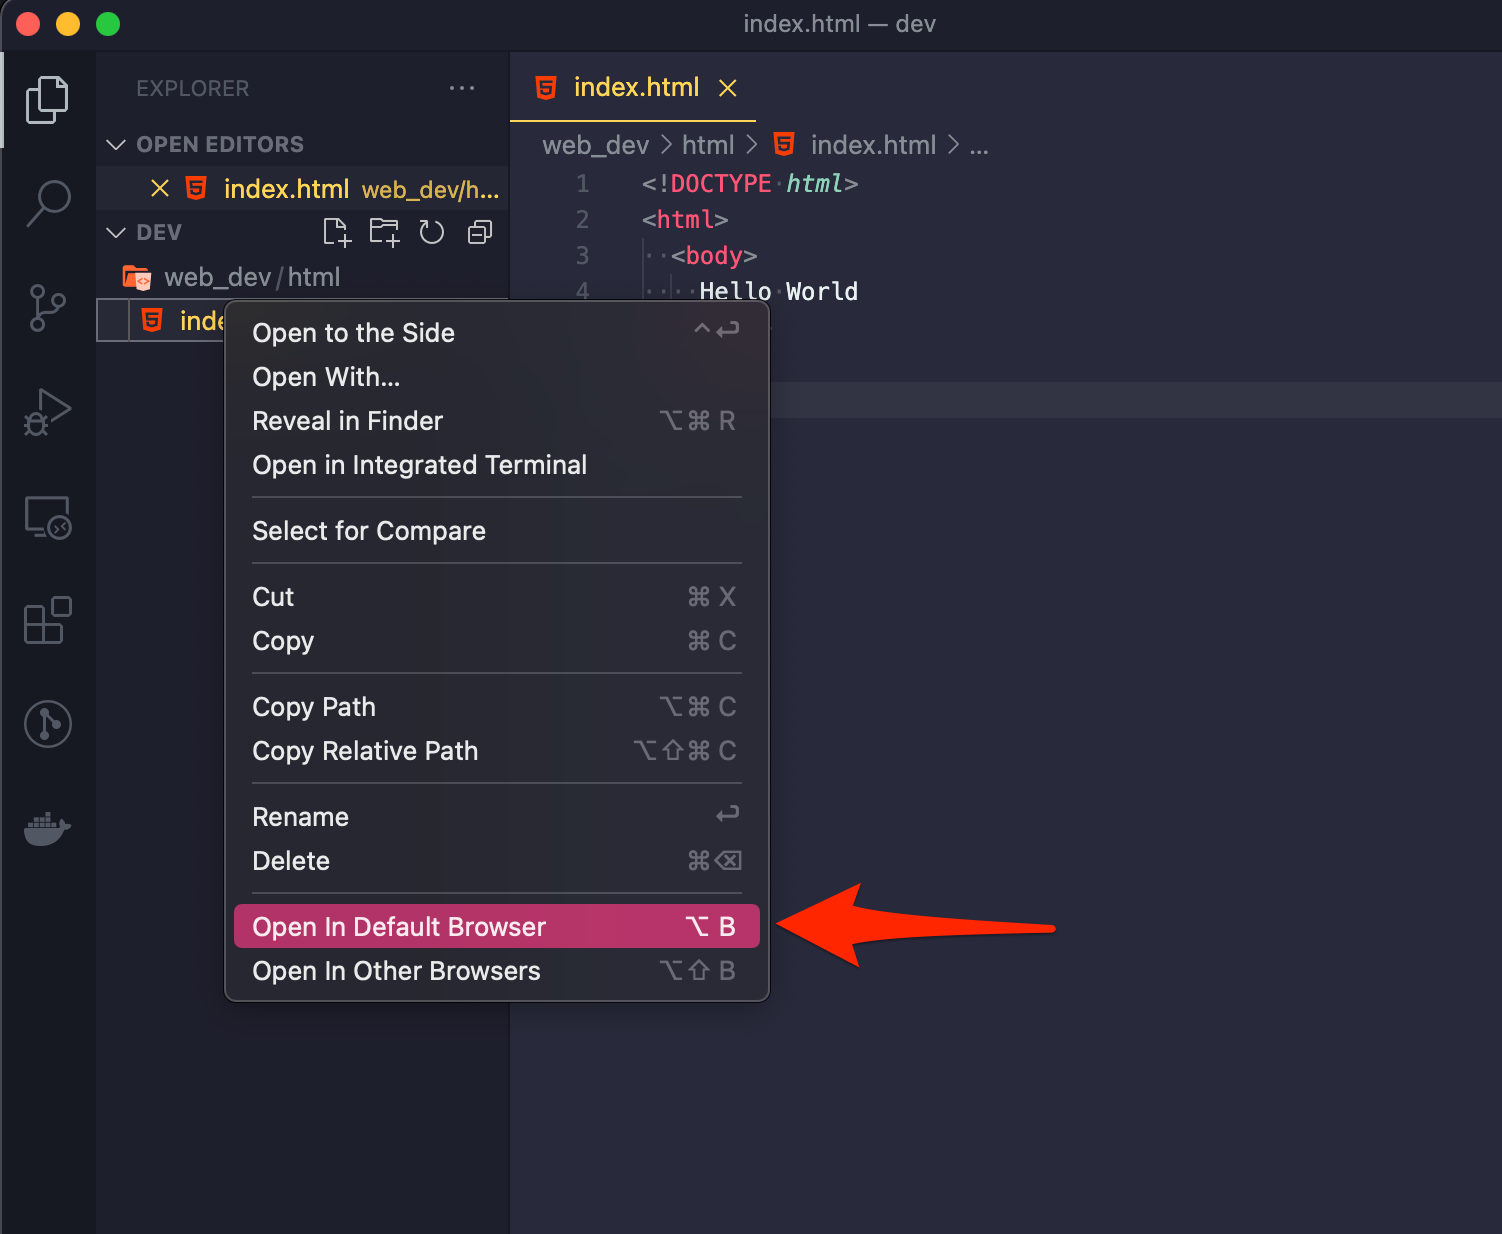 index.html — dev
EXPLORER
OPEN EDITORS
index.html web_dev/h...
DEV
web_dev/html
inde
index.html
web_dev > html > index.html > ...
1 <!DOCTYPE html>
2 <html>
3 <body>
4 Hello World
Open to the Side ^↩
Open With...
Reveal in Finder ⌥⌘ R
Open in Integrated Terminal
Select for Compare
Cut ⌘ X
Copy ⌘ C
Copy Path ⌥⌘ C
Copy Relative Path ⌥⇧⌘ C
Rename ↩
Delete ⌘⌫
Open In Default Browser ⌥ B
Open In Other Browsers ⌥⇧ B